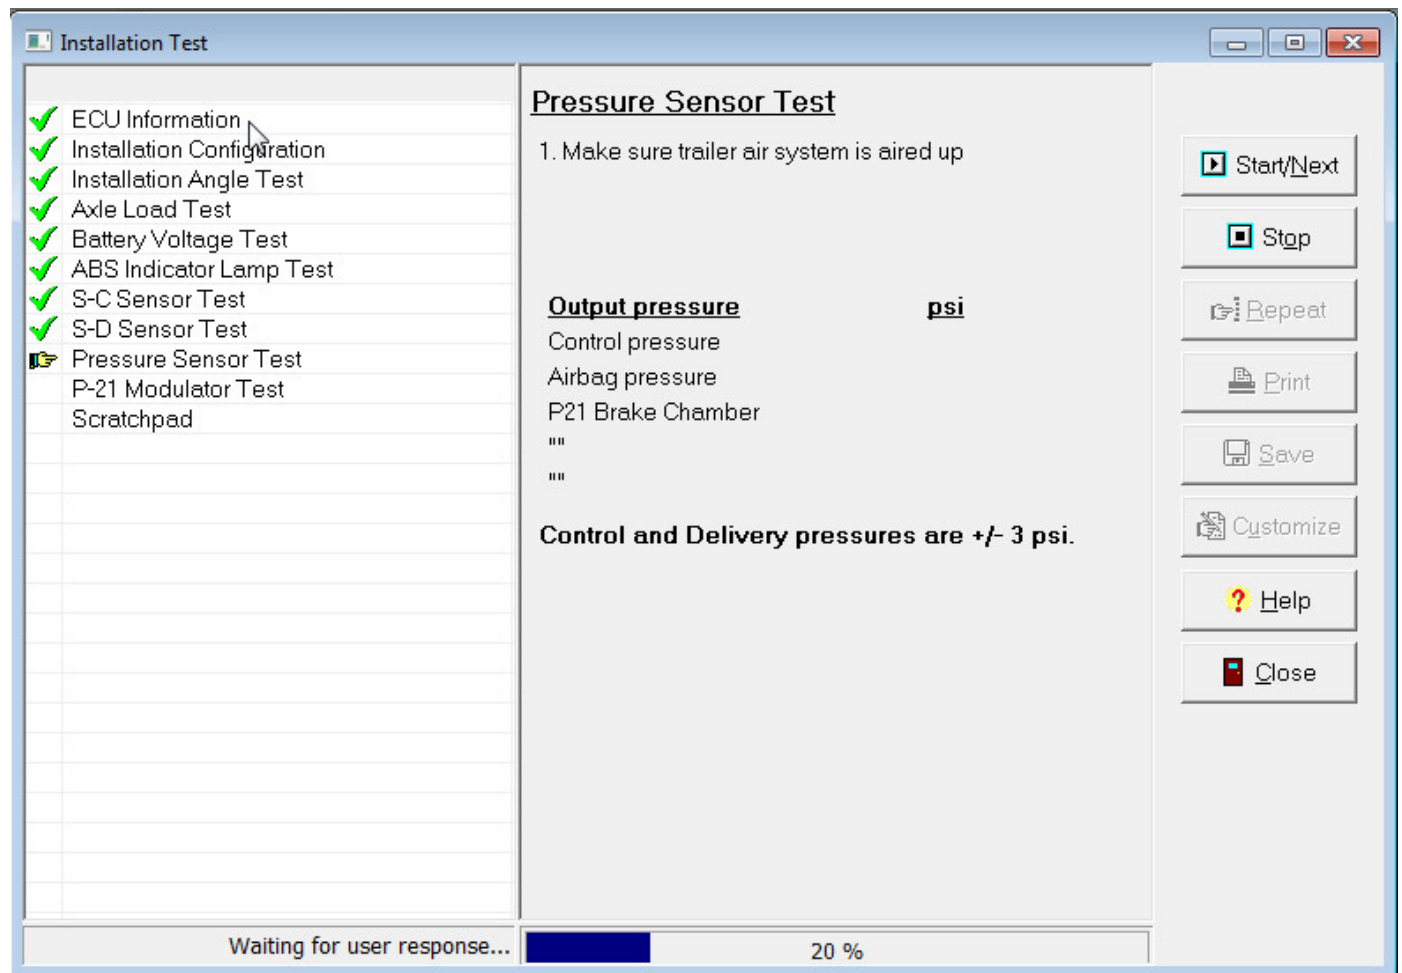 Installation Test
ECU Information
Installation Configuration
Installation Angle Test
Axle Load Test
Battery Voltage Test
ABS Indicator Lamp Test
S-C Sensor Test
S-D Sensor Test
Pressure Sensor Test
P-21 Modulator Test
Scratchpad
Waiting for user response...
Pressure Sensor Test
1. Make sure trailer air system is aired up
Output pressure psi
Control pressure
Airbag pressure
P21 Brake Chamber
""
""
Control and Delivery pressures are +/- 3 psi.
20 %
Start/Next
Stop
Repeat
Print
Save
Customize
? Help
Close